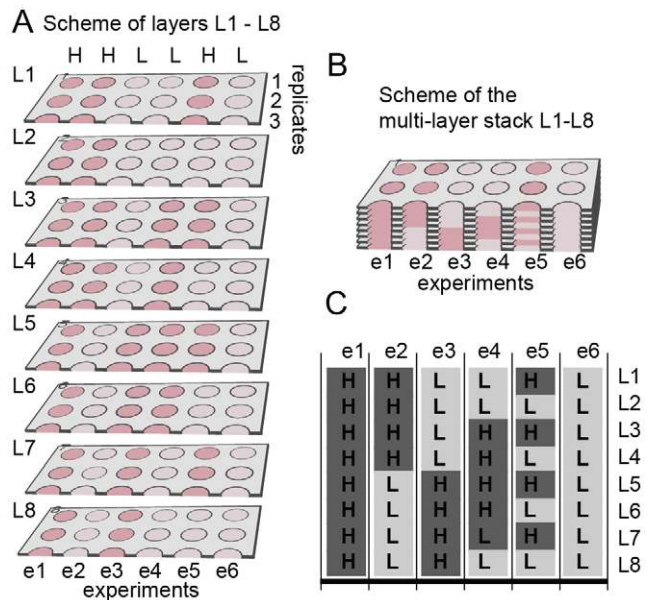 A Scheme of layers L1 - L8
H H L L H L
L1
1
2
3
replicates
L2
L3
L4
L5
L6
L7
L8
e1 e2 e3 e4 e5 e6
experiments
B
Scheme of the
multi-layer stack L1-L8
e1 e2 e3 e4 e5 e6
experiments
C
e1 e2 e3 e4 e5 e6
H H L L H L L1
H H L L L L L2
H H L H H L L3
H H L H L L L4
H L H H H L L5
H L H H L L L6
H L H L H L L7
H L H L L L L8